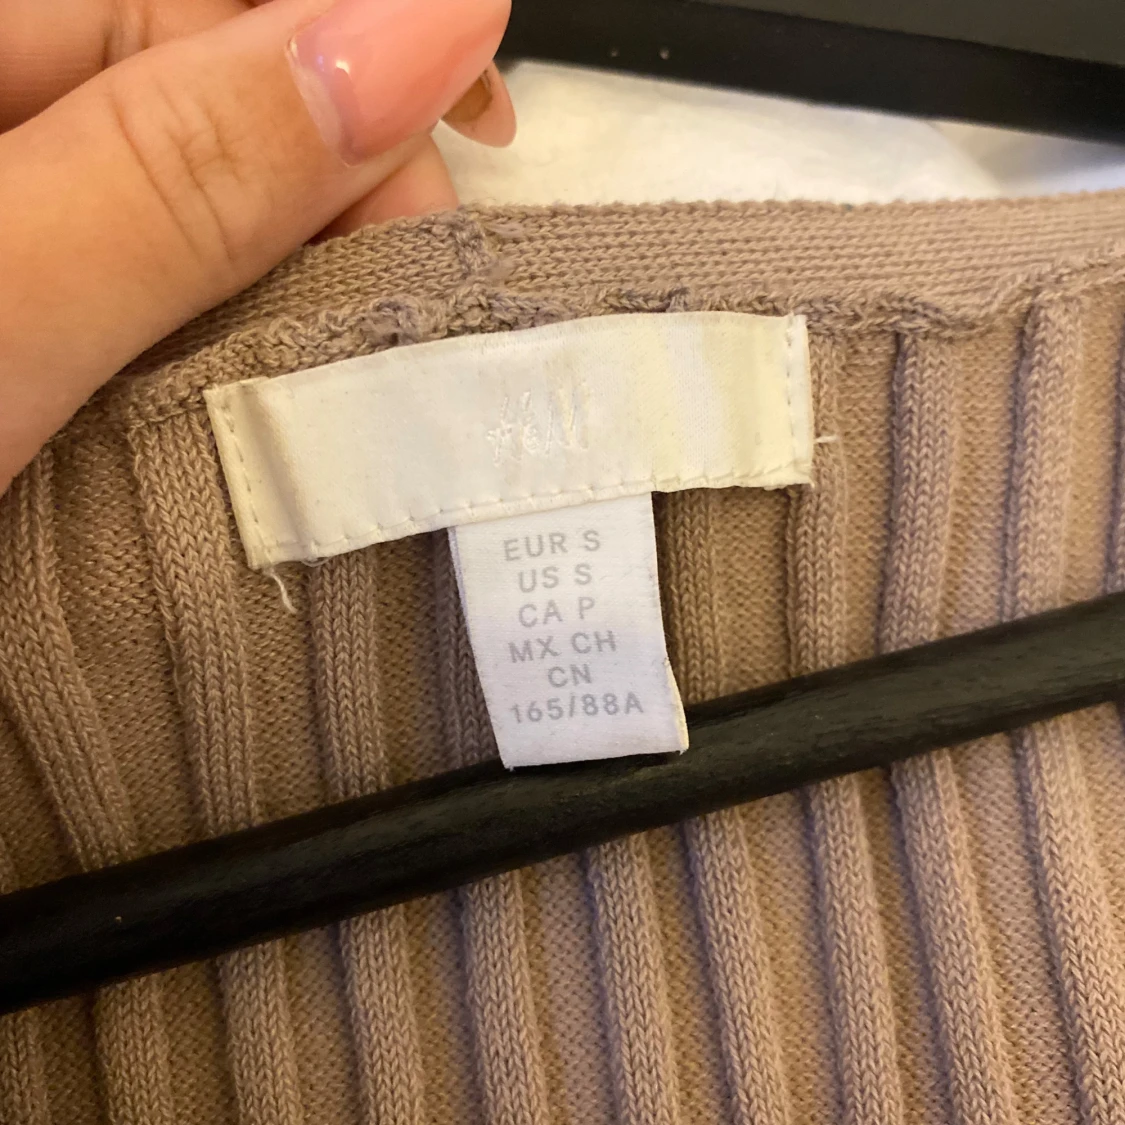 H&M
EUR S
US S
CA P
MX CH
CN
165/88A